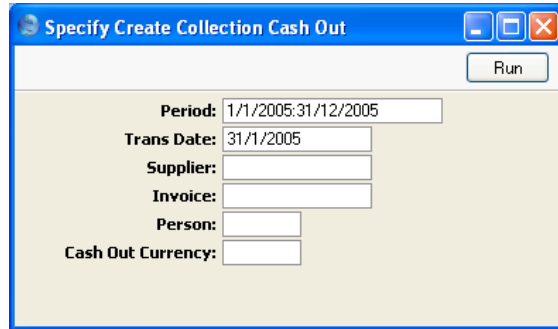 Specify Create Collection Cash Out
Run
Period: 1/1/2005:31/12/2005
Trans Date: 31/1/2005
Supplier:
Invoice:
Person:
Cash Out Currency: